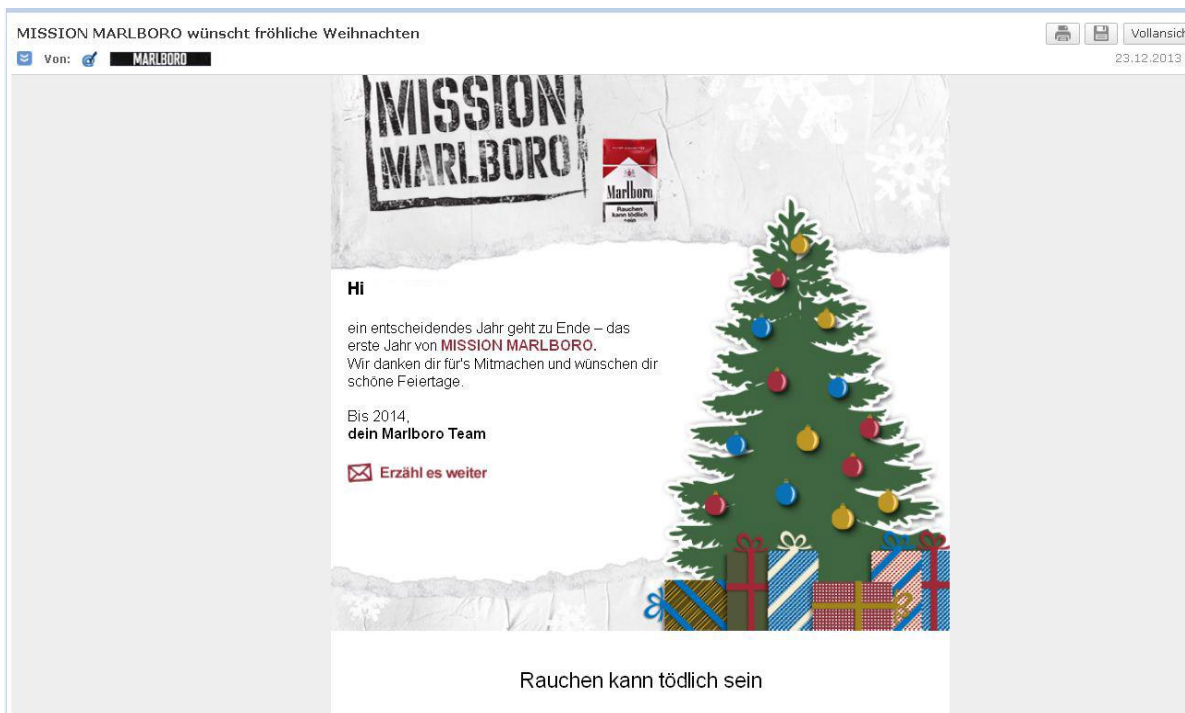 MISSION MARLBORO wünscht fröhliche Weihnachten
Vollansich
Von: MARLBORO
23.12.2013
MISSION
MARLBORO
Marlboro
Rauchen
kann tödlich
sein
Hi
ein entscheidendes Jahr geht zu Ende – das
erste Jahr von MISSION MARLBORO.
Wir danken dir für's Mitmachen und wünschen dir
schöne Feiertage.
Bis 2014,
dein Marlboro Team
Erzähl es weiter
Rauchen kann tödlich sein